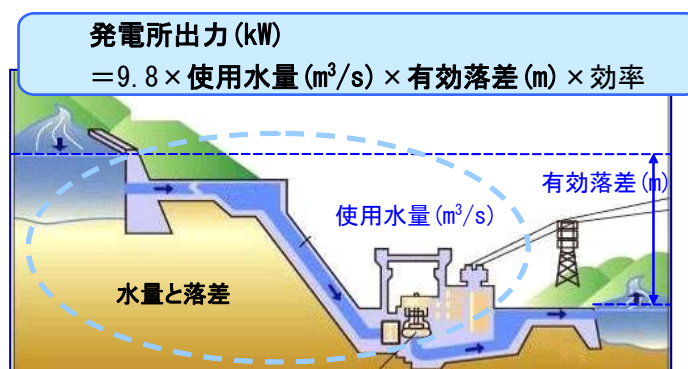 発電所出力(kW)
=9.8×使用水量(m³/s)×有効落差(m)×効率
有効落差(m)
使用水量(m³/s)
水量と落差